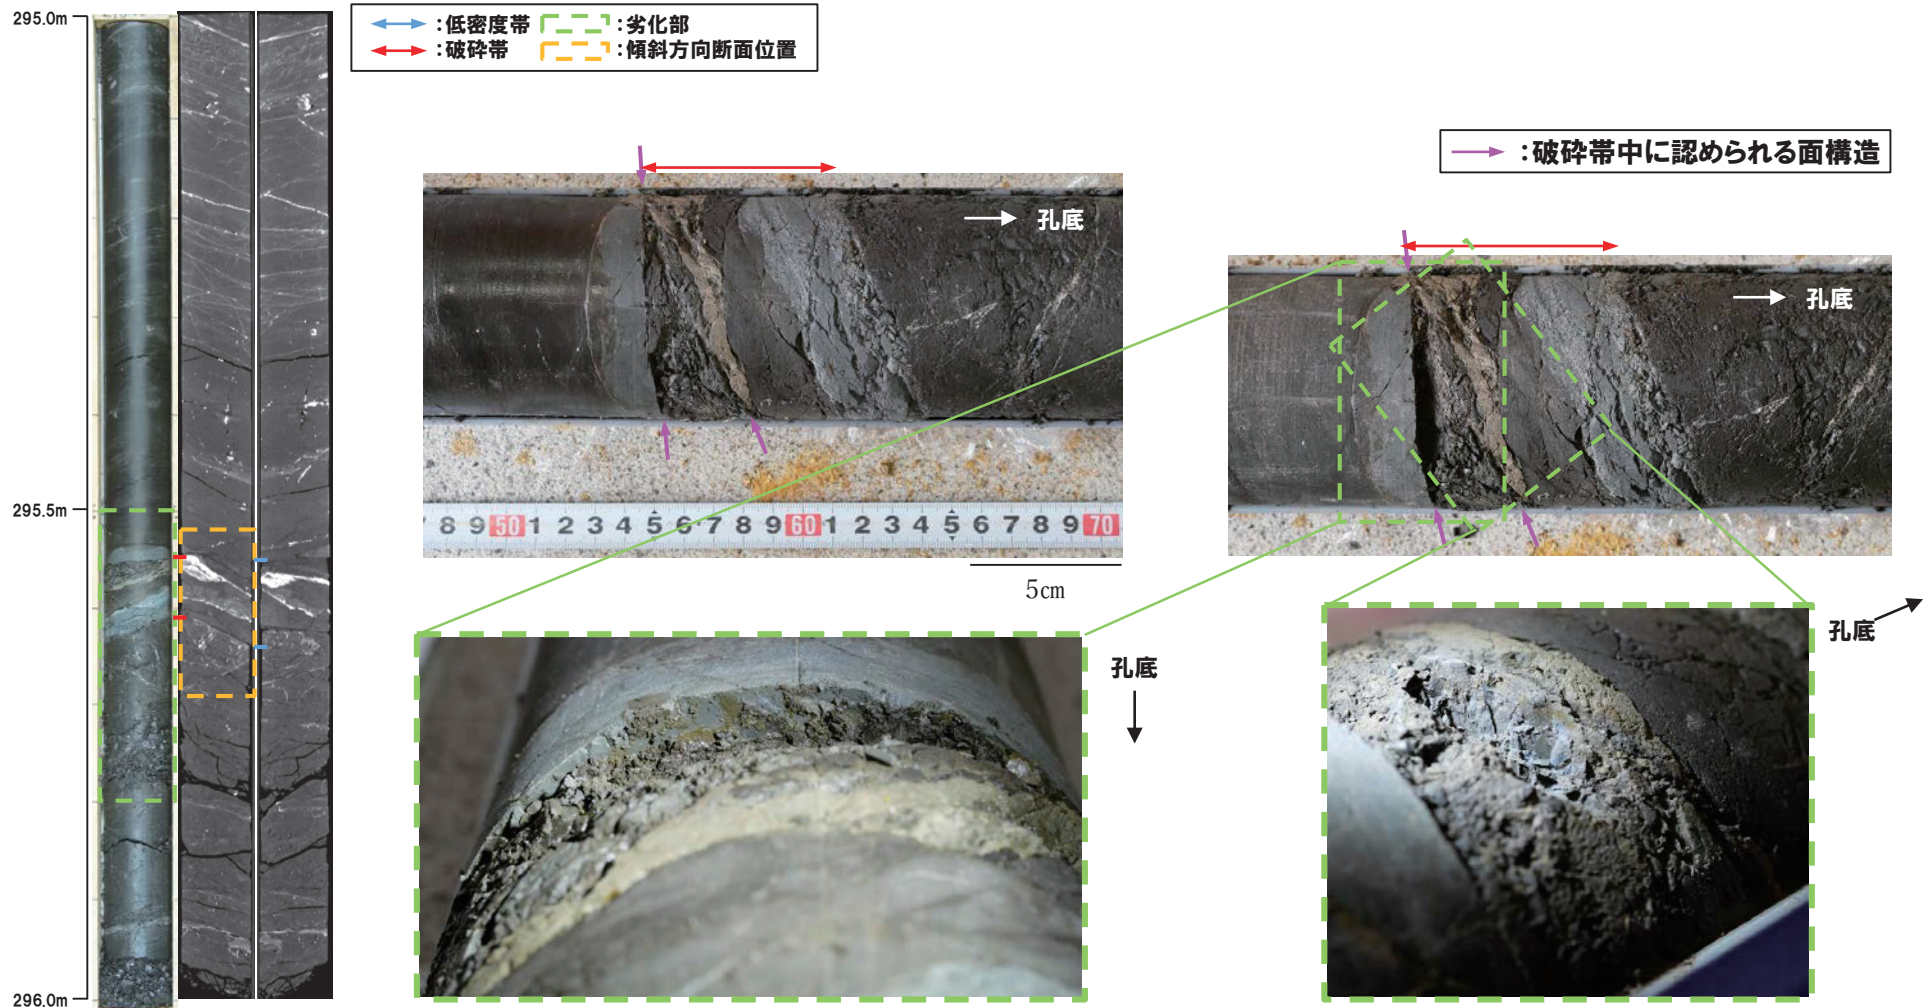 295.0m
295.5m
296.0m
:低密度帯 :劣化部
:破砕帯 :傾斜方向断面位置
:破砕帯中に認められる面構造
孔底
8 9 50 1 2 3 4 5 6 7 8 9 60 1 2 3 4 5 6 7 8 9 70
5cm
孔底
孔底
孔底